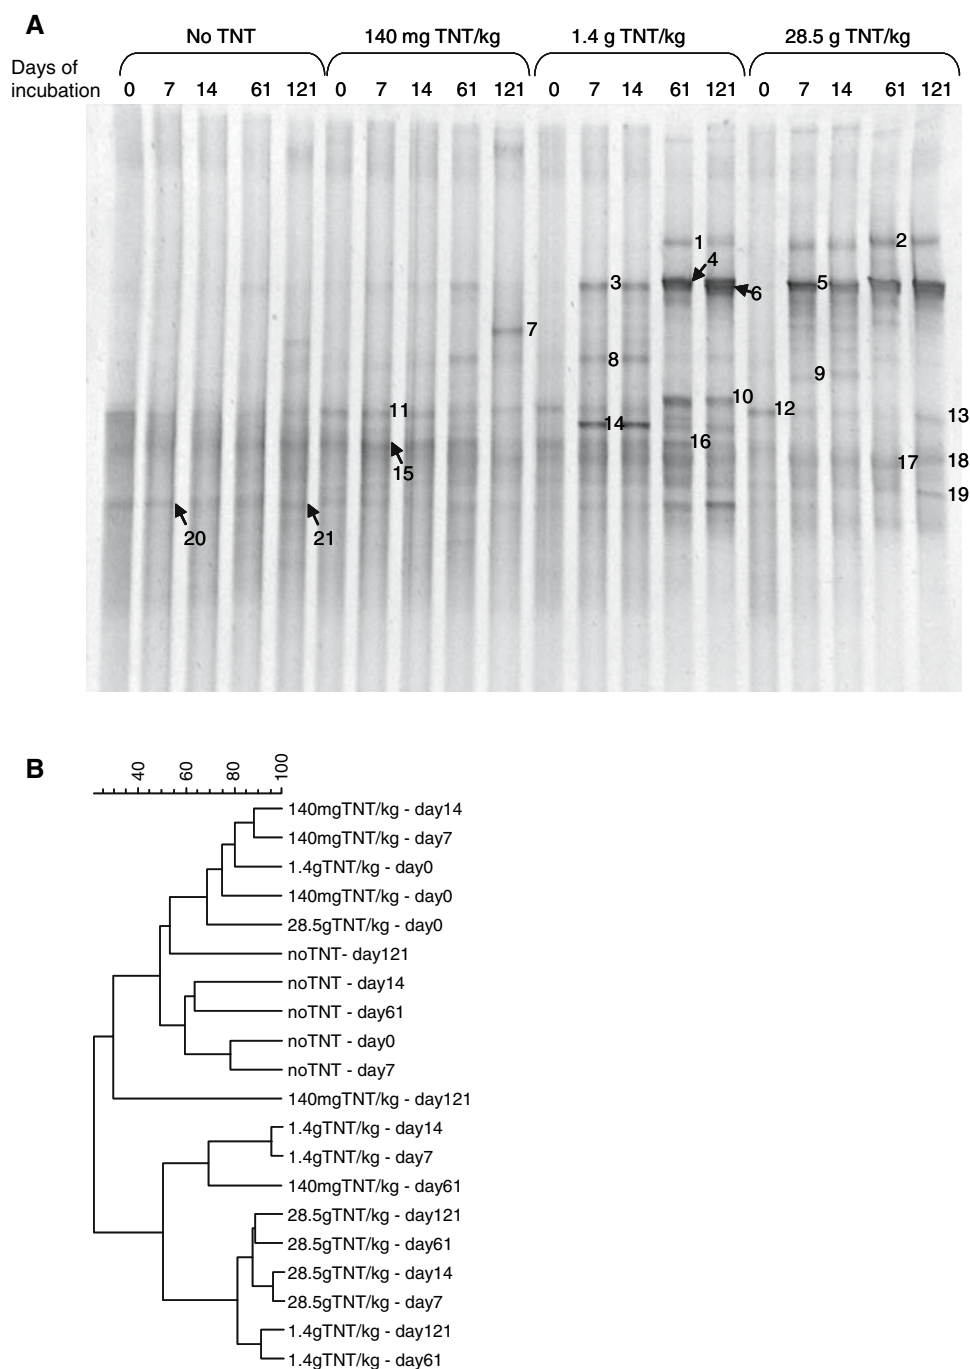 A
No TNT 140 mg TNT/kg 1.4 g TNT/kg 28.5 g TNT/kg
Days of
incubation 0 7 14 61 121 0 7 14 61 121 0 7 14 61 121 0 7 14 61 121
1 2
4
3 5
6
7
8
9
10
11 12
13
14
16
15 17 18
19
20 21
B
40 60 80 100
140mgTNT/kg - day14
140mgTNT/kg - day7
1.4gTNT/kg - day0
140mgTNT/kg - day0
28.5gTNT/kg - day0
noTNT- day121
noTNT - day14
noTNT - day61
noTNT - day0
noTNT - day7
140mgTNT/kg - day121
1.4gTNT/kg - day14
1.4gTNT/kg - day7
140mgTNT/kg - day61
28.5gTNT/kg - day121
28.5gTNT/kg - day61
28.5gTNT/kg - day14
28.5gTNT/kg - day7
1.4gTNT/kg - day121
1.4gTNT/kg - day61